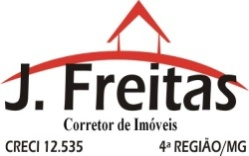 J. Freitas
Corretor de Imóveis
CRECI 12.535 4ª REGIÃO/MG